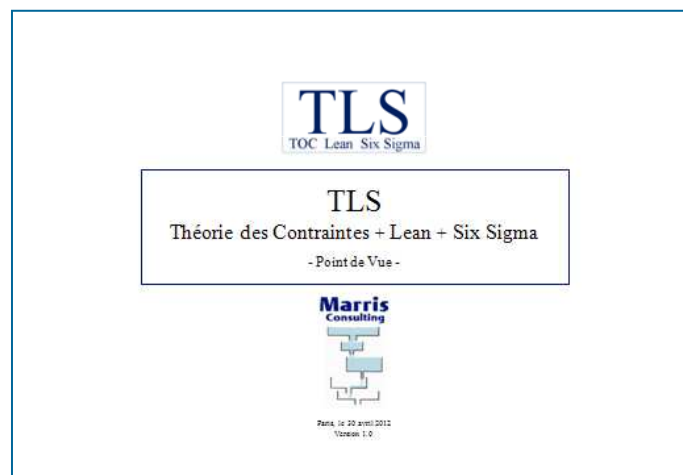 TLS
TOC Lean Six Sigma
TLS
Théorie des Contraintes + Lean + Six Sigma
- Point de Vue -
Marris
Consulting
Paris, le 30 avril 2012
Version 1.0